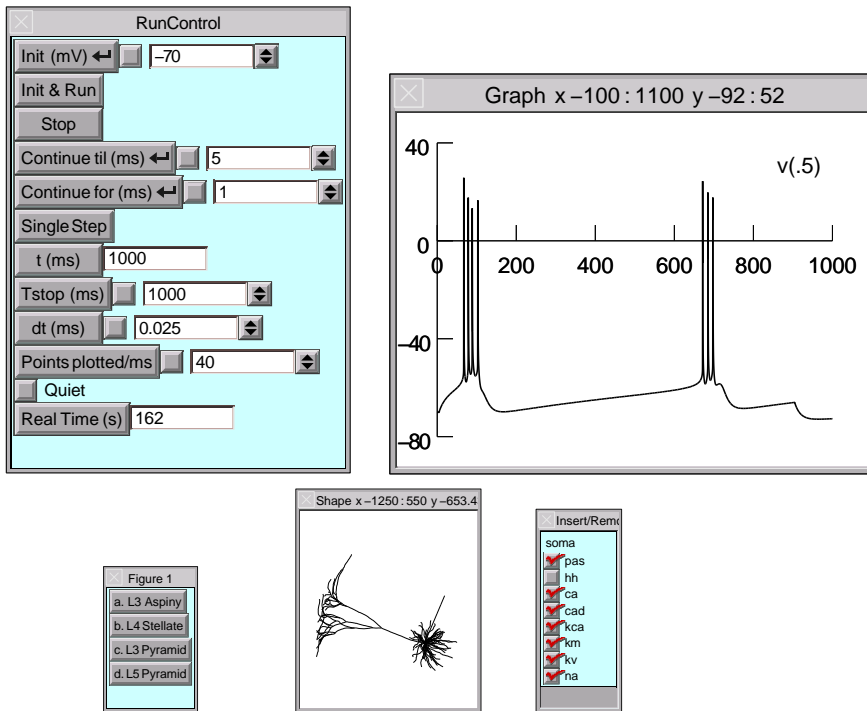 RunControl
Init (mV) –70
Init & Run
Stop
Continue til (ms) 5
Continue for (ms) 1
Single Step
t (ms) 1000
Tstop (ms) 1000
dt (ms) 0.025
Points plotted/ms 40
Quiet
Real Time (s) 162
Graph x –100 : 1100 y –92 : 52
40
v(.5)
0
0 200 400 600 800 1000
–40
–80
Figure 1
a. L3 Aspiny
b. L4 Stellate
c. L3 Pyramid
d. L5 Pyramid
Shape x –1250 : 550 y –653.4
Insert/Remo
soma
pas
hh
ca
cad
kca
km
kv
na